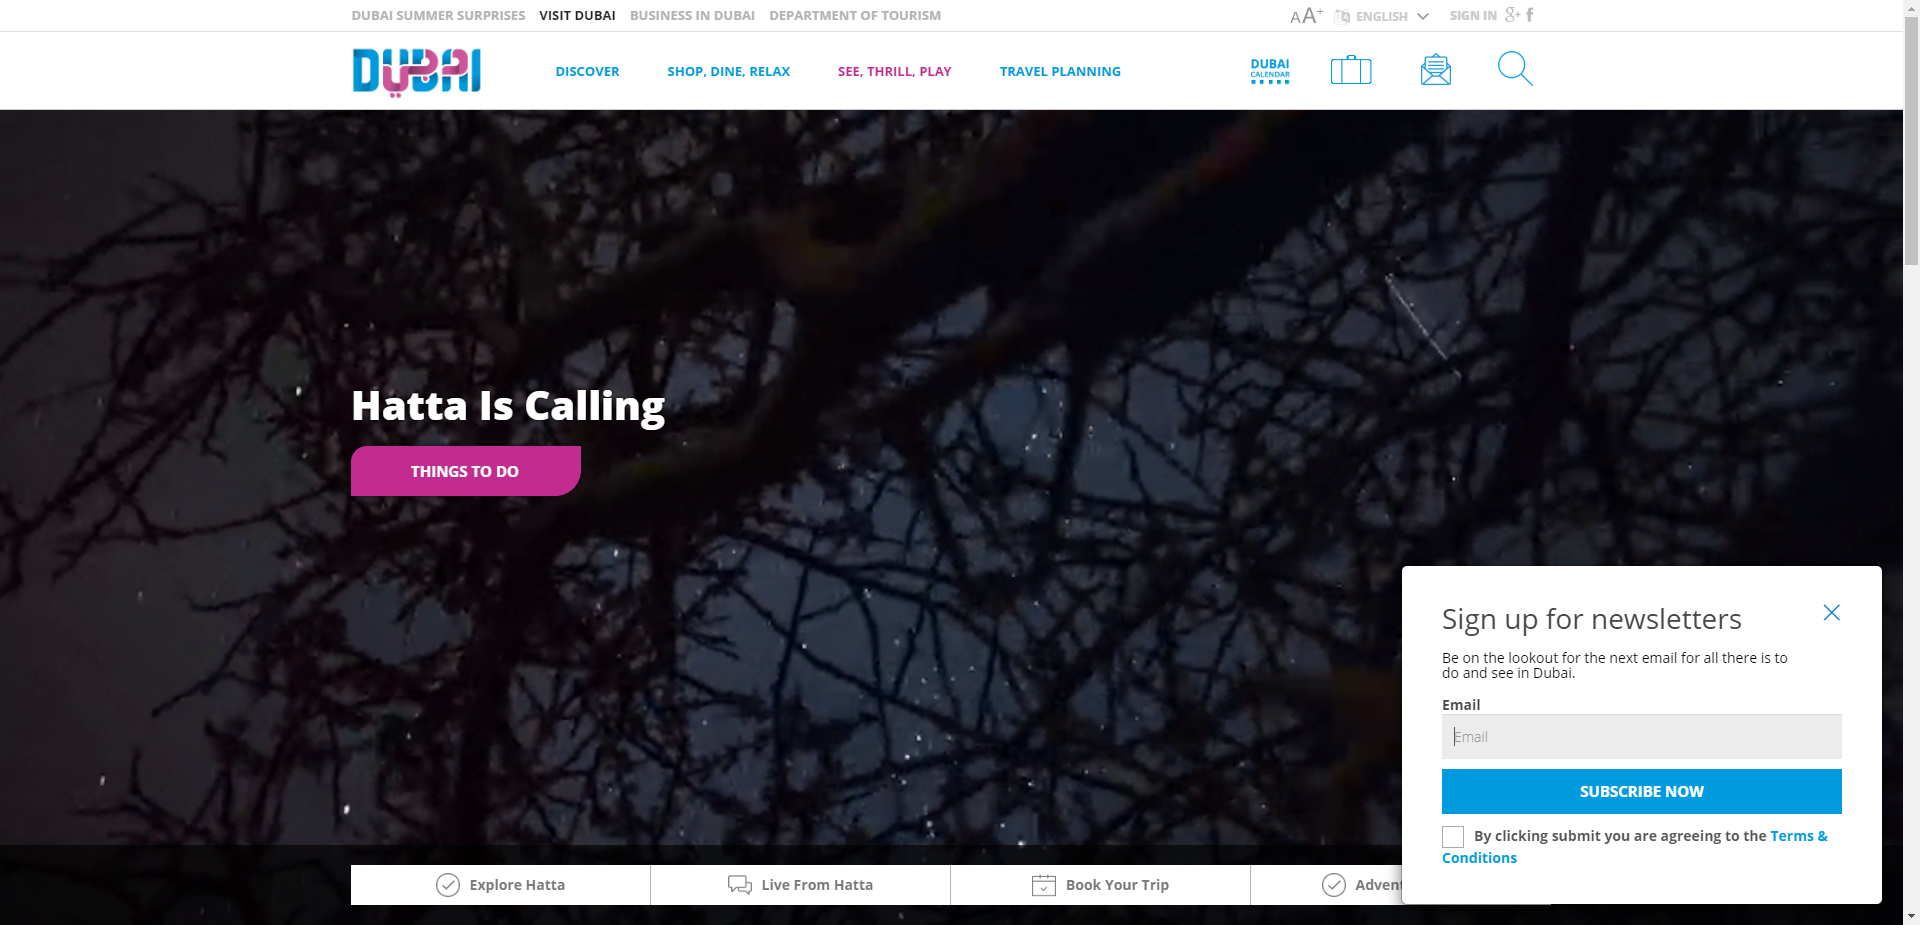 DUBAI SUMMER SURPRISES VISIT DUBAI BUSINESS IN DUBAI DEPARTMENT OF TOURISM
AA+ ENGLISH SIGN IN g+ f
DUBAI
DISCOVER SHOP, DINE, RELAX SEE, THRILL, PLAY TRAVEL PLANNING
DUBAI
CALENDAR
Hatta Is Calling
THINGS TO DO
Sign up for newsletters
Be on the lookout for the next email for all there is to
do and see in Dubai.
Email
Email
SUBSCRIBE NOW
By clicking submit you are agreeing to the Terms &
Conditions
Explore Hatta Live From Hatta Book Your Trip Advent